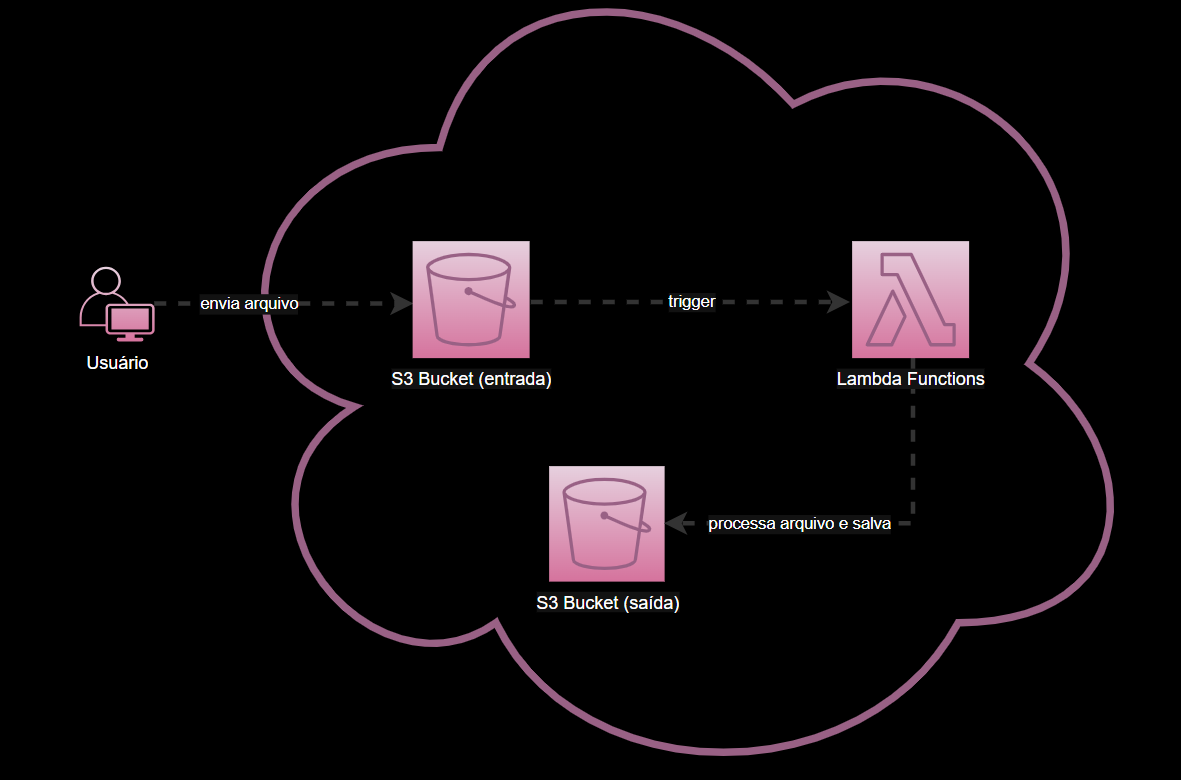 envia arquivo
trigger
Usuário
S3 Bucket (entrada)
Lambda Functions
processa arquivo e salva
S3 Bucket (saída)